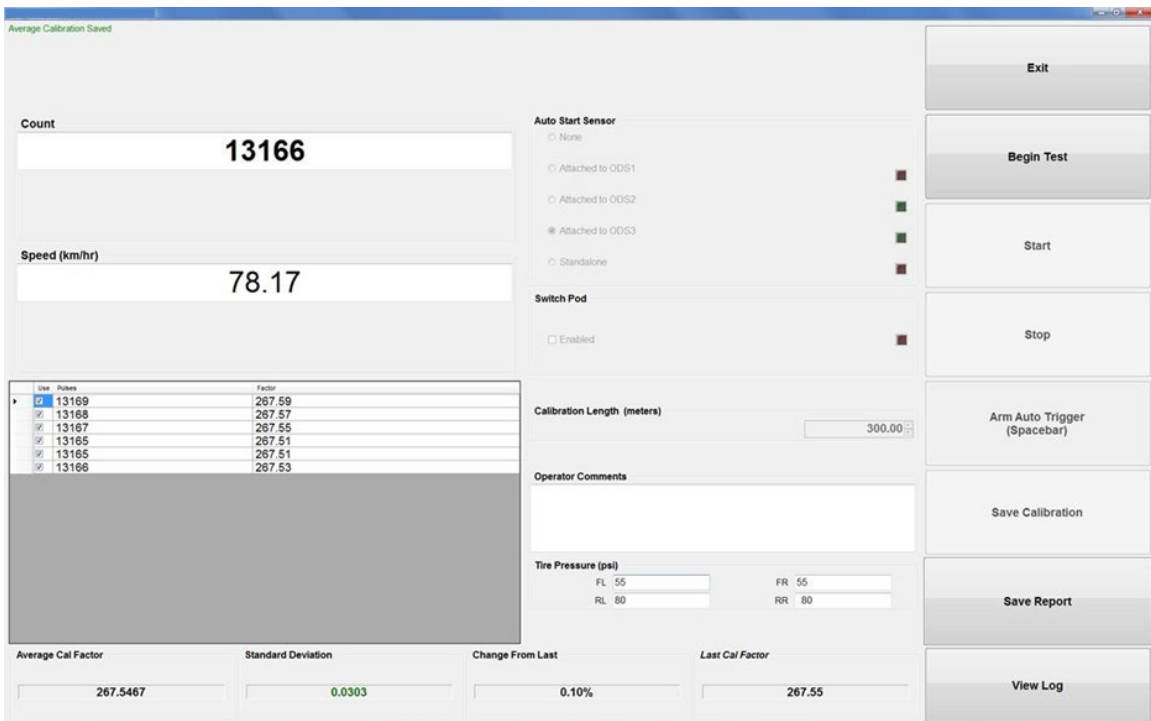 Average Calibration Saved
Exit
Count
13166
Auto Start Sensor
None
Attached to ODS1
Attached to ODS2
Attached to ODS3
Standalone
Begin Test
Start
Speed (km/hr)
78.17
Switch Pod
Enabled
Stop
Use Pulses Factor
13169 267.59
13168 267.57
13167 267.55
13165 267.51
13165 267.51
13166 267.53
Calibration Length (meters)
300.00
Arm Auto Trigger
(Spacebar)
Operator Comments
Save Calibration
Tire Pressure (psi)
FL 55 FR 55
RL 80 RR 80
Save Report
Average Cal Factor Standard Deviation Change From Last Last Cal Factor
267.5467 0.0303 0.10% 267.55
View Log